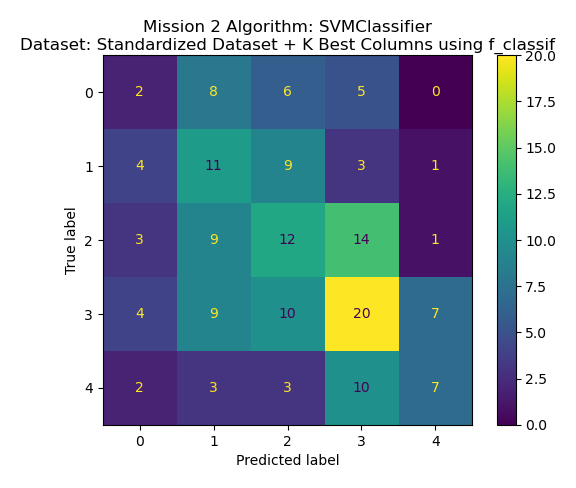 Mission 2 Algorithm: SVMClassifier
Dataset: Standardized Dataset + K Best Columns using f_classif
True label
0 2 8 6 5 0
1 4 11 9 3 1
2 3 9 12 14 1
3 4 9 10 20 7
4 2 3 3 10 7
0 1 2 3 4
Predicted label
20.0
17.5
15.0
12.5
10.0
7.5
5.0
2.5
0.0